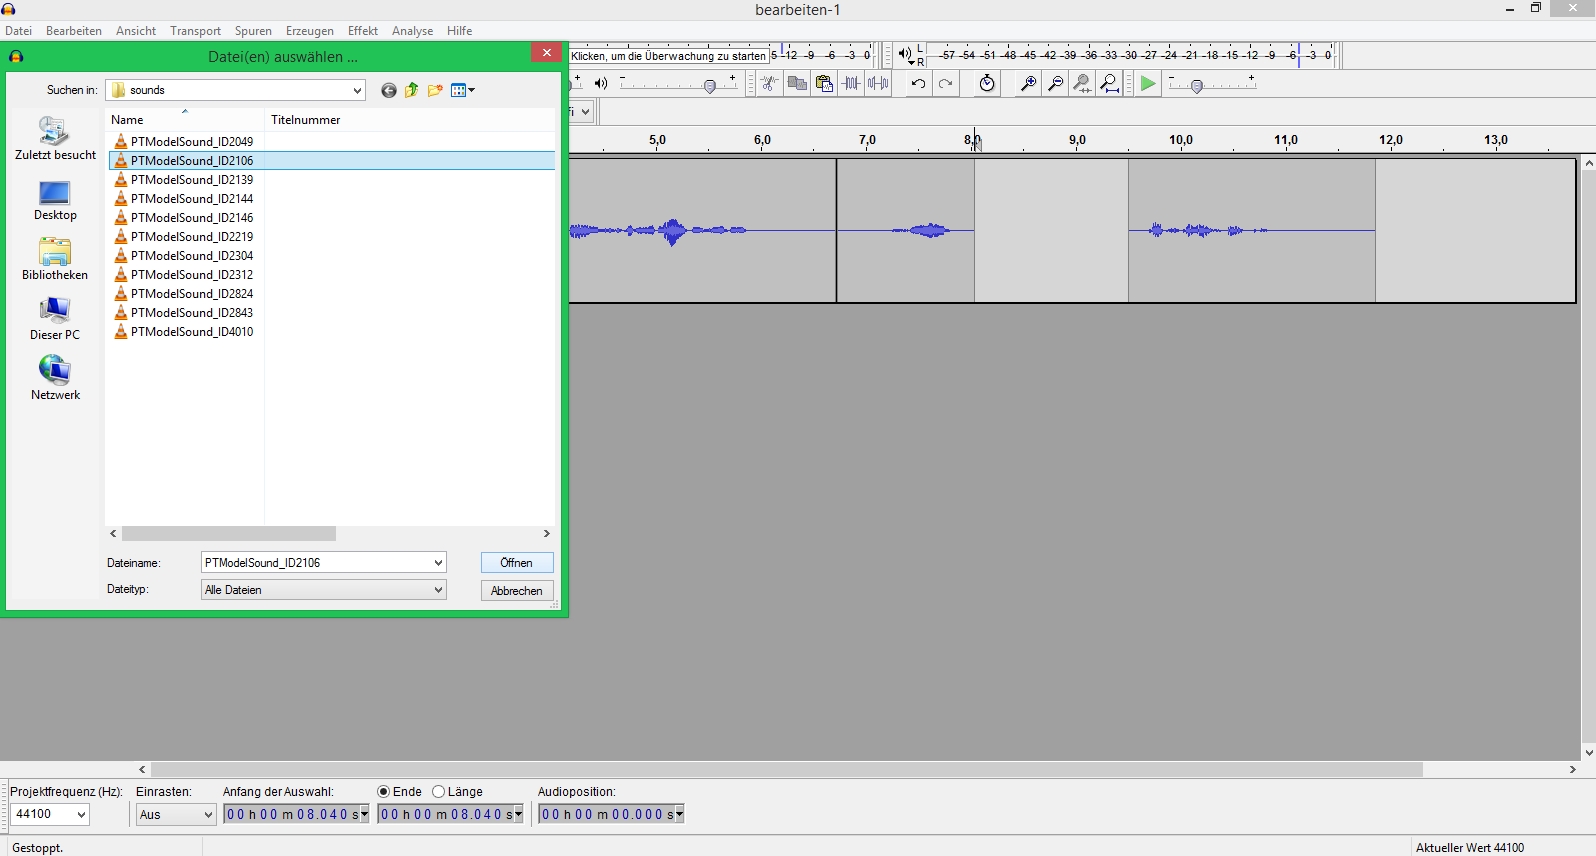 bearbeiten-1
Datei Bearbeiten Ansicht Transport Spuren Erzeugen Effekt Analyse Hilfe
Datei(en) auswählen ...
Klicken, um die Überwachung zu starten
5 -12 -9 -6 -3 0
L
R
-57 -54 -51 -48 -45 -42 -39 -36 -33 -30 -27 -24 -21 -18 -15 -12 -9 -6 -3 0
Suchen in: sounds
Name Titelnummer
5,0 6,0 7,0 8,0 9,0 10,0 11,0 12,0 13,0
Zuletzt besucht
Desktop
Bibliotheken
Dieser PC
Netzwerk
PTModelSound_ID2049
PTModelSound_ID2106
PTModelSound_ID2139
PTModelSound_ID2144
PTModelSound_ID2146
PTModelSound_ID2219
PTModelSound_ID2304
PTModelSound_ID2312
PTModelSound_ID2824
PTModelSound_ID2843
PTModelSound_ID4010
Dateiname: PTModelSound_ID2106 Öffnen
Dateityp: Alle Dateien Abbrechen
Projektfrequenz (Hz): Einrasten: Anfang der Auswahl: Ende Länge Audioposition:
44100 Aus 00 h 00 m 08.040 s 00 h 00 m 08.040 s 00 h 00 m 00.000 s
Gestoppt. Aktueller Wert 44100